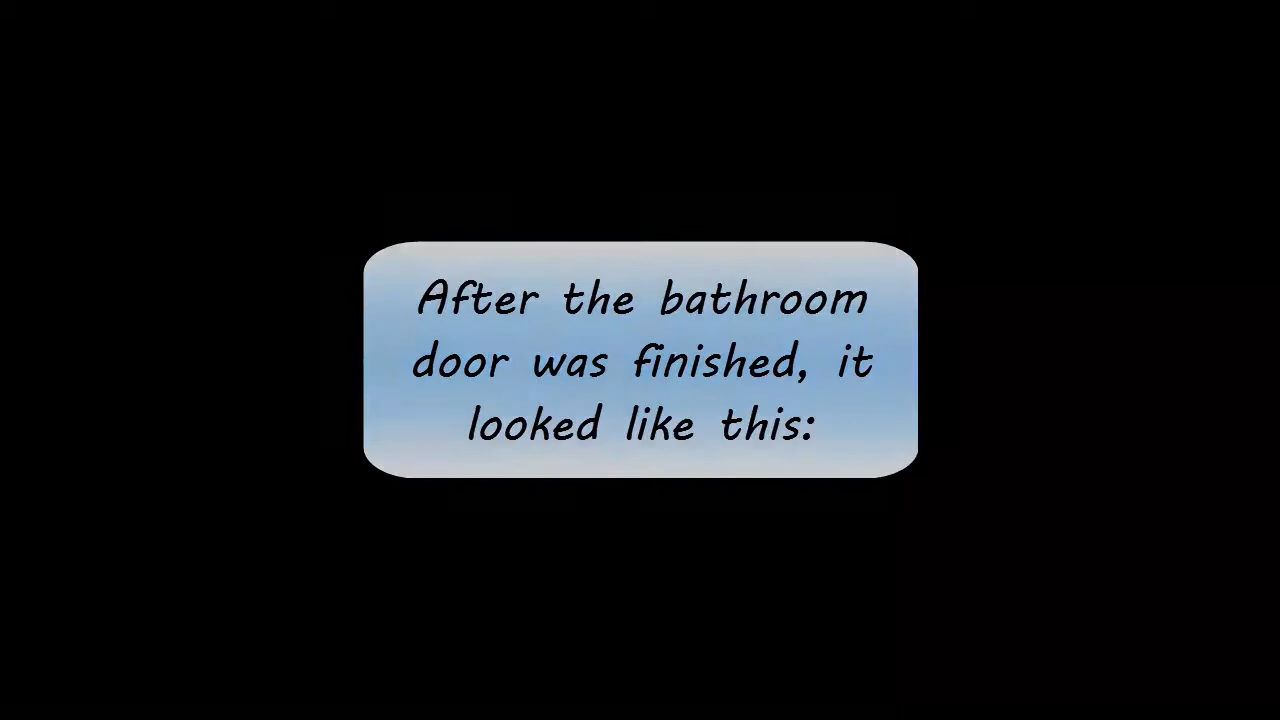 After the bathroom
door was finished, it
looked like this: